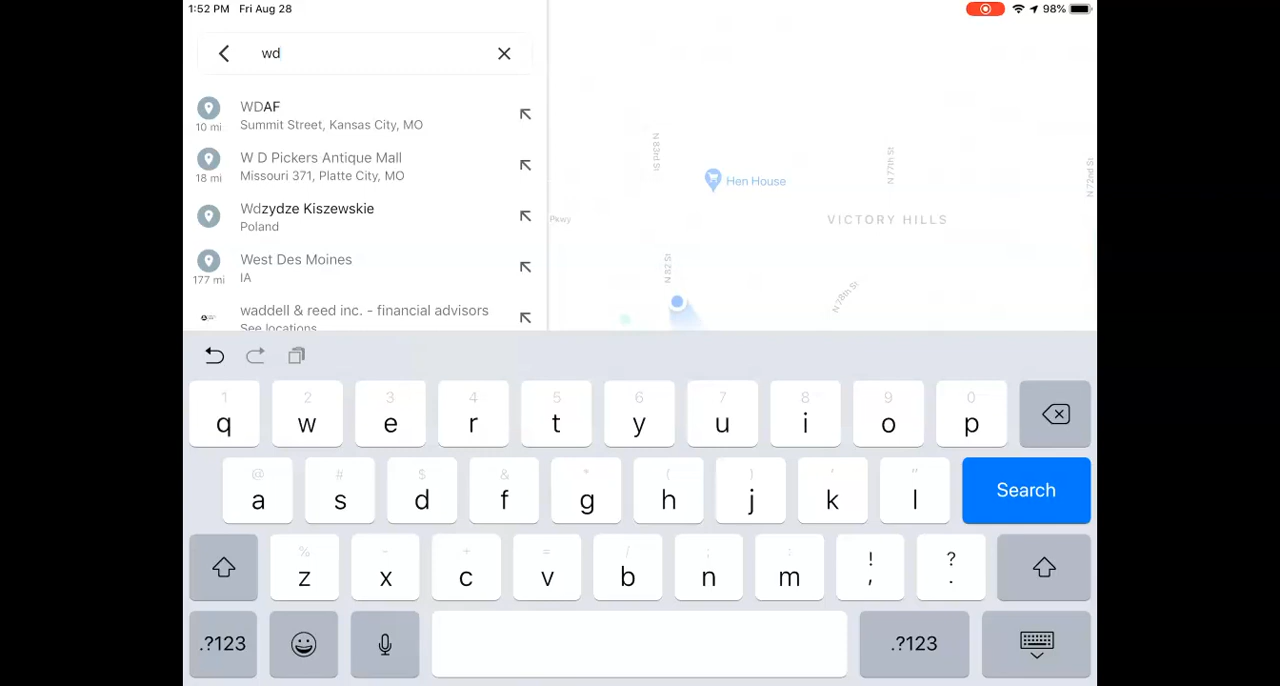 1:52 PM Fri Aug 28
98%
wd
WDAF
Summit Street, Kansas City, MO
10 mi
W D Pickers Antique Mall
Missouri 371, Platte City, MO
18 mi
Wdzydze Kiszewskie
Poland
West Des Moines
IA
177 mi
waddell & reed inc. - financial advisors
See locations
N 83rd St
Hen House
N 77th St
N 72nd St
Pkwy
VICTORY HILLS
N 82 St
N 78th St
1 2 3 4 5 6 7 8 9 0
q w e r t y u i o p
@ # $ & * ( ) ' "
a s d f g h j k l Search
% - + = / ; : ! ?
z x c v b n m , .
.?123 .?123